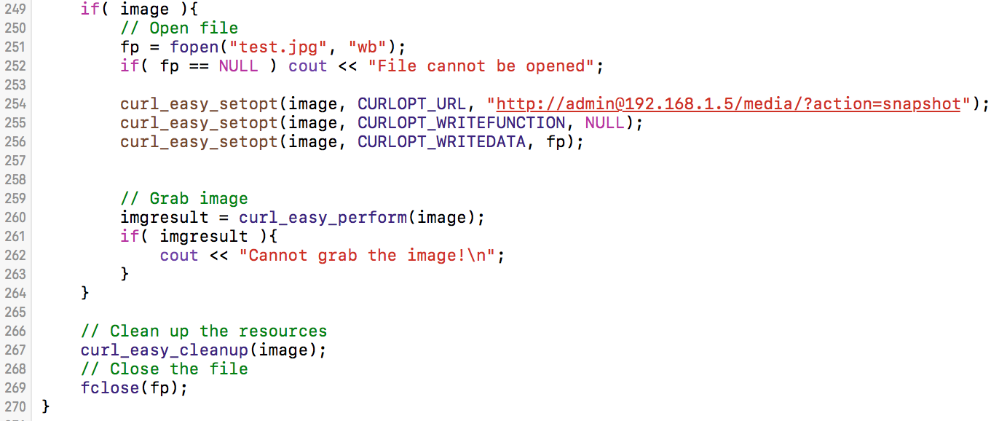 249 if( image ){
250 // Open file
251 fp = fopen("test.jpg", "wb");
252 if( fp == NULL ) cout << "File cannot be opened";
253
254 curl_easy_setopt(image, CURLOPT_URL, "http://admin@192.168.1.5/media/?action=snapshot");
255 curl_easy_setopt(image, CURLOPT_WRITEFUNCTION, NULL);
256 curl_easy_setopt(image, CURLOPT_WRITEDATA, fp);
257
258
259 // Grab image
260 imgresult = curl_easy_perform(image);
261 if( imgresult ){
262 cout << "Cannot grab the image!\n";
263 }
264 }
265
266 // Clean up the resources
267 curl_easy_cleanup(image);
268 // Close the file
269 fclose(fp);
270 }